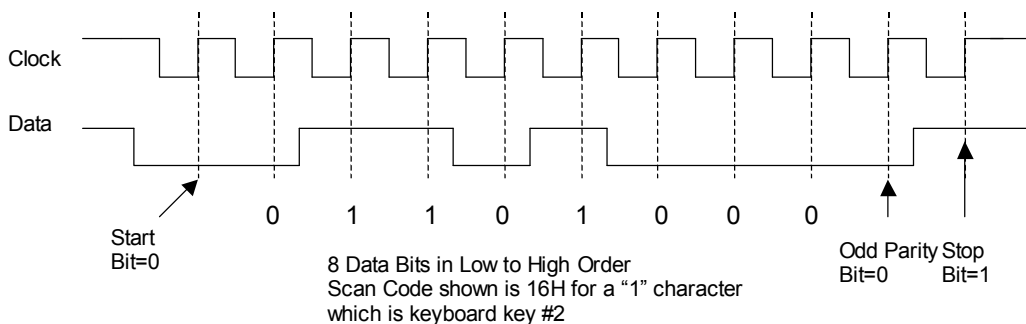 Clock
Data
0 1 1 0 1 0 0 0
Start
Bit=0
Odd Parity
Bit=0
Stop
Bit=1
8 Data Bits in Low to High Order
Scan Code shown is 16H for a “1” character
which is keyboard key #2